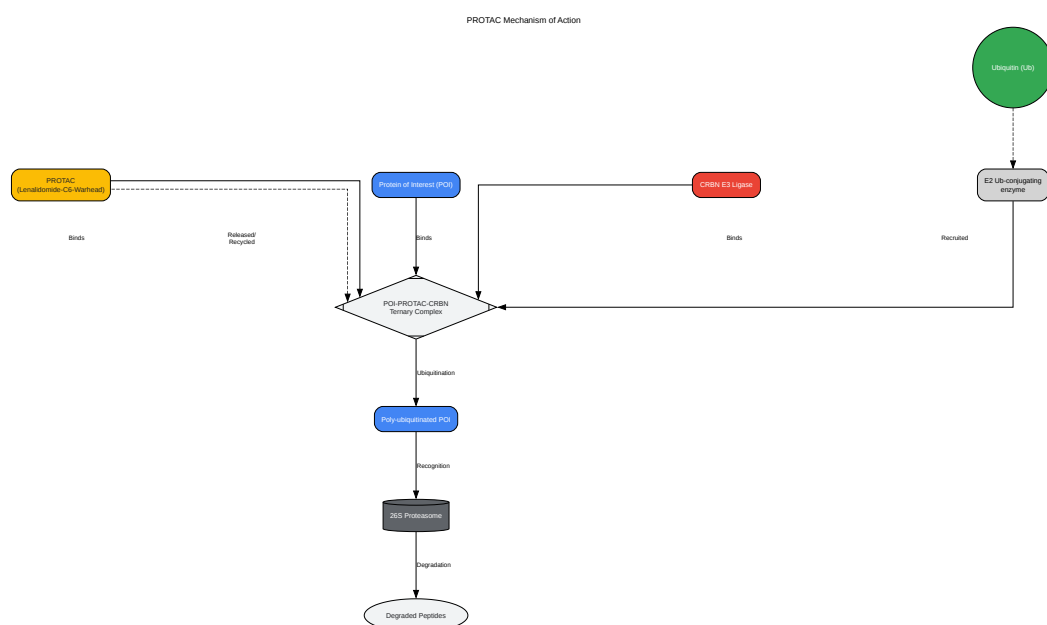 PROTAC Mechanism of Action
Ubiquitin (Ub)
PROTAC
(Lenalidomide-C6-Warhead)
Protein of Interest (POI)
CRBN E3 Ligase
E2 Ub-conjugating
enzyme
Binds
Released/
Recycled
Binds
Binds
Recruited
POI-PROTAC-CRBN
Ternary Complex
Ubiquitination
Poly-ubiquitinated POI
Recognition
26S Proteasome
Degradation
Degraded Peptides